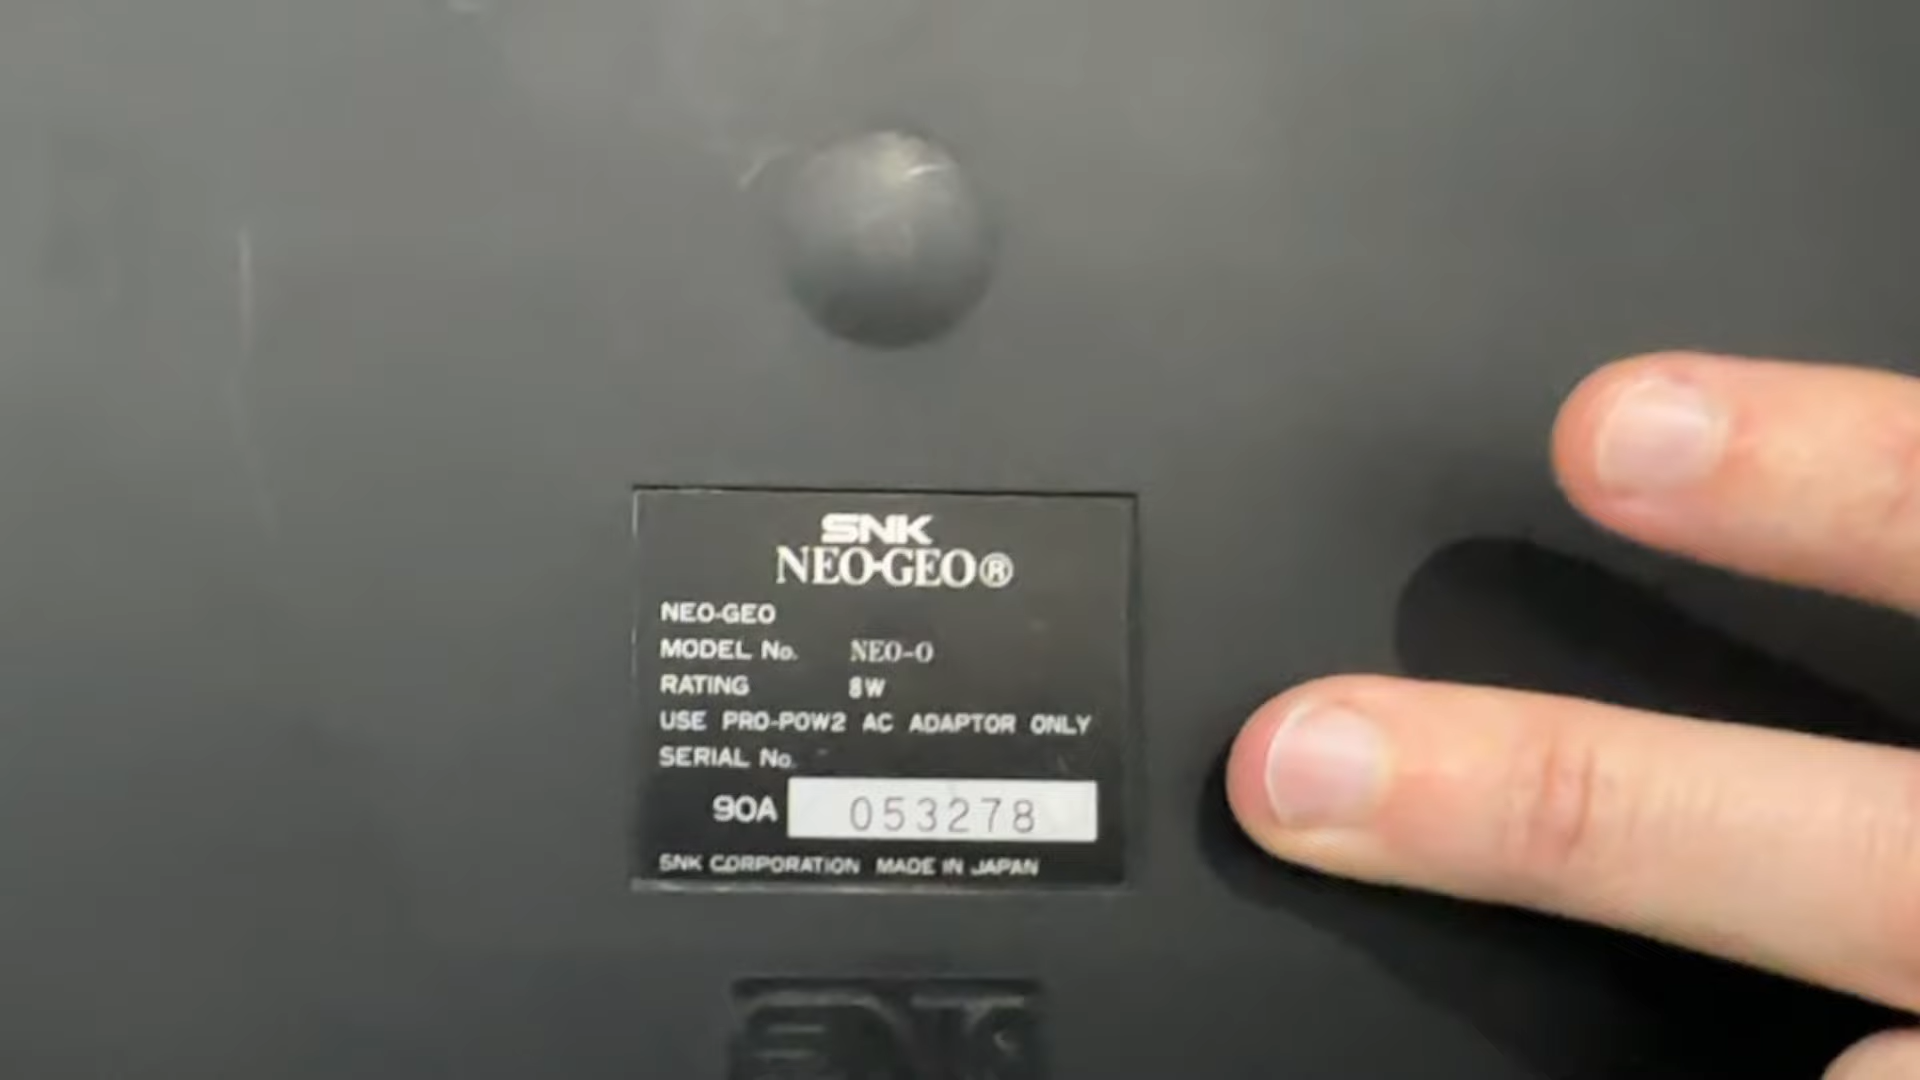 SNK
NEO·GEO®
NEO-GEO
MODEL No. NEO-O
RATING 8W
USE PRO-POW2 AC ADAPTOR ONLY
SERIAL No.
90A 053278
SNK CORPORATION MADE IN JAPAN
SNK